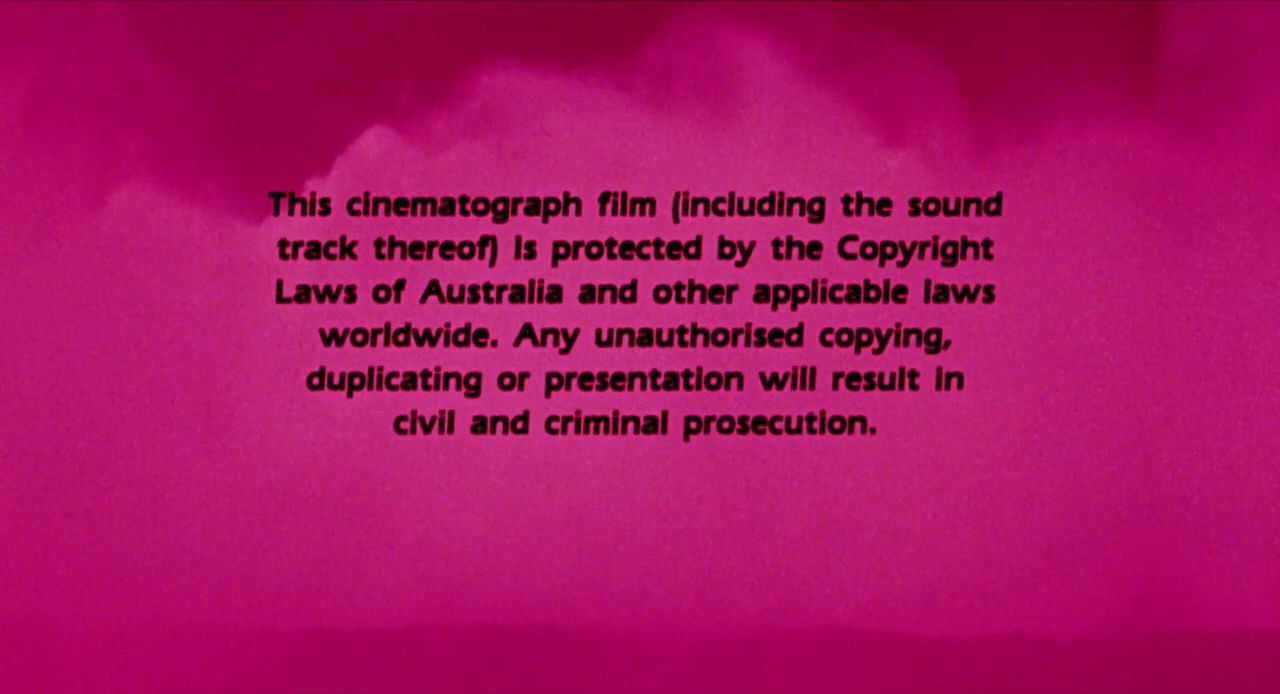 This cinematograph film (including the sound
track thereof) is protected by the Copyright
Laws of Australia and other applicable laws
worldwide. Any unauthorised copying,
duplicating or presentation will result in
civil and criminal prosecution.